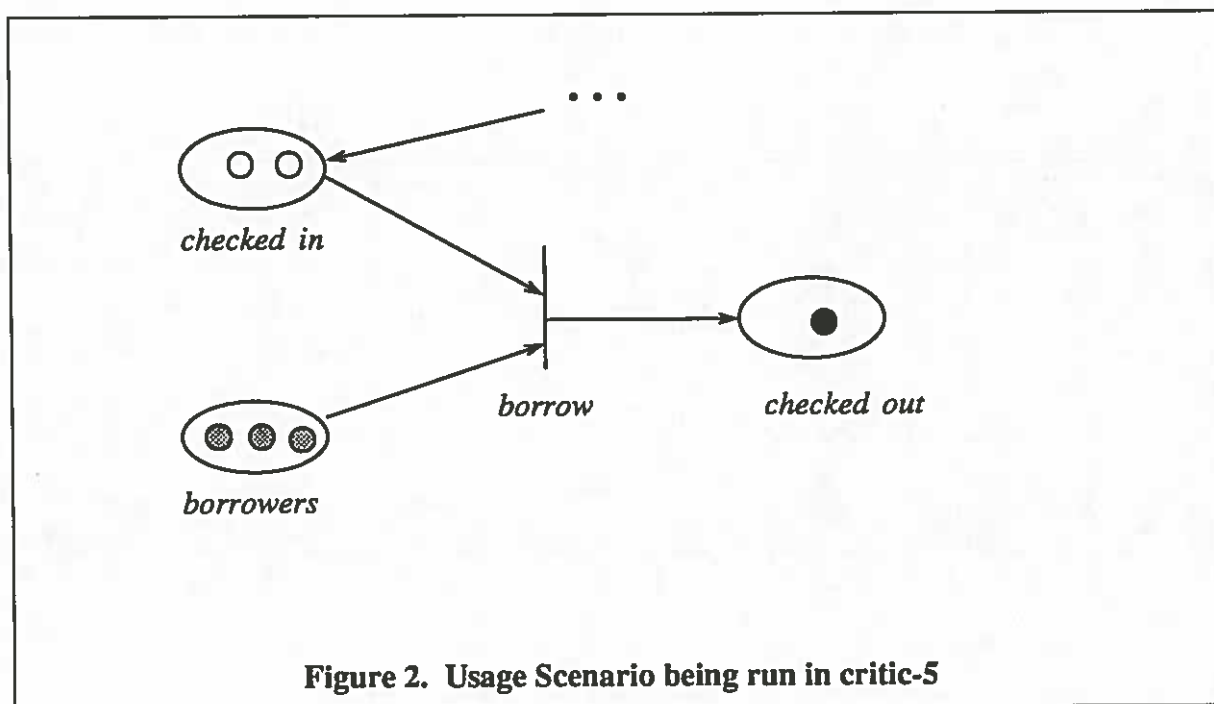 • • •
checked in
borrow
checked out
borrowers
Figure 2. Usage Scenario being run in critic-5